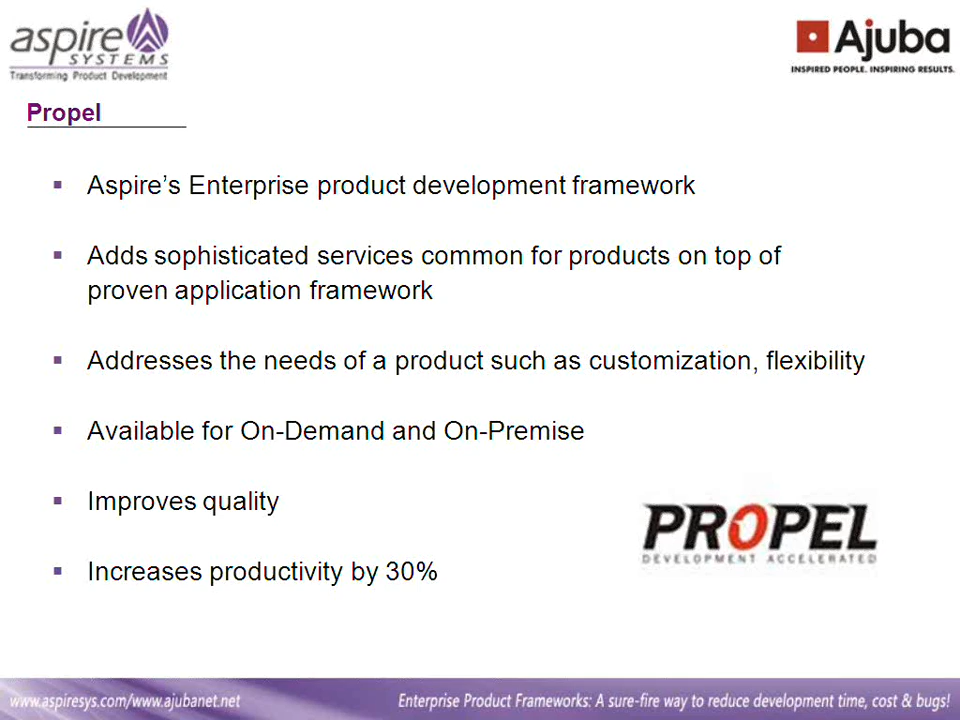 aspire
SYSTEMS
Transforming Product Development
Ajuba
INSPIRED PEOPLE. INSPIRING RESULTS.
Propel
▪ Aspire’s Enterprise product development framework
▪ Adds sophisticated services common for products on top of
proven application framework
▪ Addresses the needs of a product such as customization, flexibility
▪ Available for On-Demand and On-Premise
▪ Improves quality
▪ Increases productivity by 30%
PROPEL
DEVELOPMENT ACCELERATED
www.aspiresys.com/www.ajubanet.net
Enterprise Product Frameworks: A sure-fire way to reduce development time, cost & bugs!